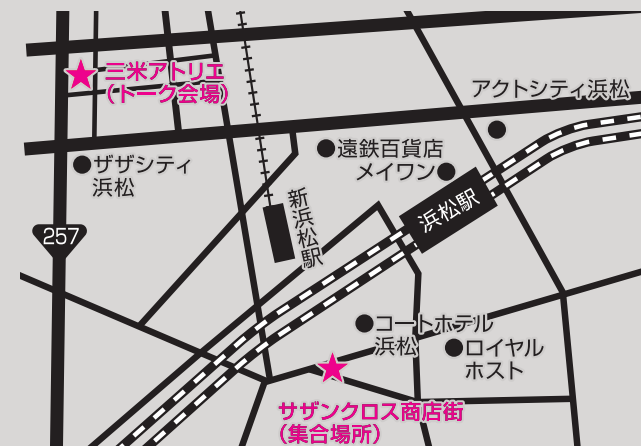 三米アトリエ
（トーク会場）
アクトシティ浜松
遠鉄百貨店
メイワン
ザザシティ
浜松
新浜松駅
浜松駅
257
コートホテル
浜松
ロイヤル
ホスト
サザンクロス商店街
（集合場所）